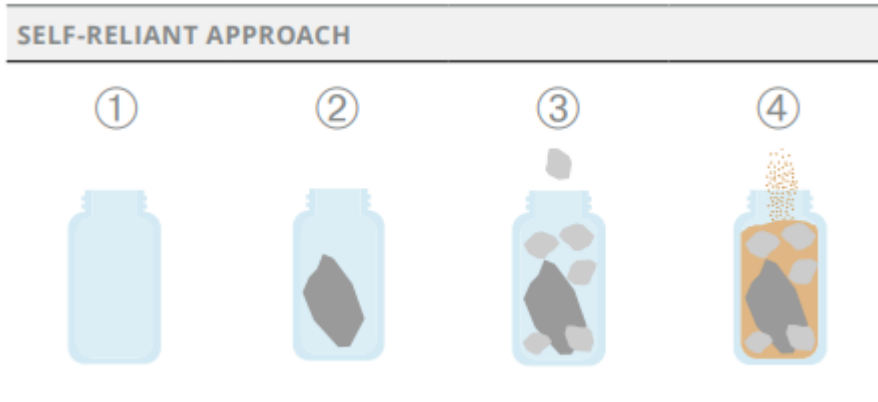 SELF-RELIANT APPROACH
① ② ③ ④